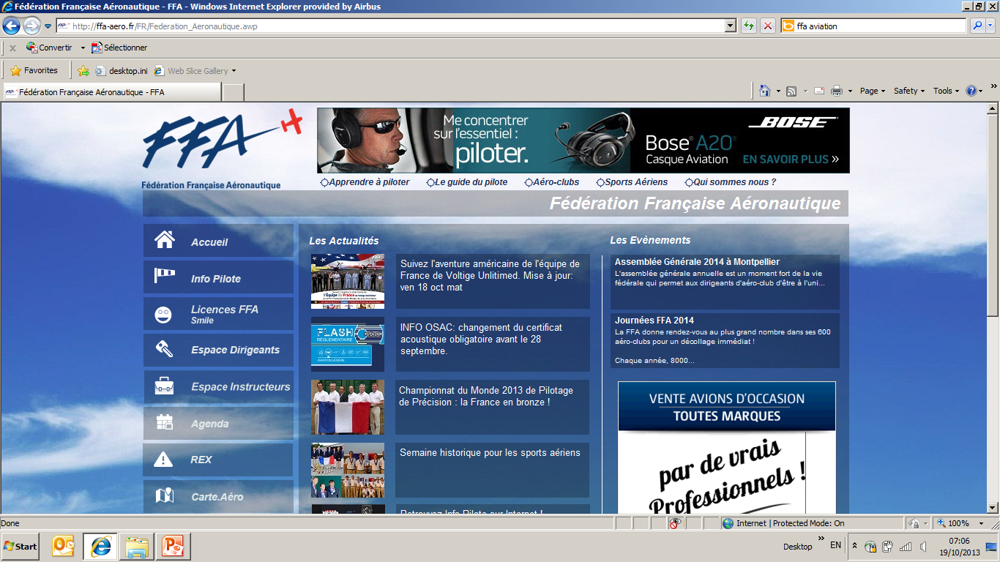 Fédération Française Aéronautique - FFA - Windows Internet Explorer provided by Airbus
http://ffa-aero.fr/FR/Federation_Aeronautique.awp
ffa aviation
Convertir
Sélectionner
Favorites
desktop.ini
Web Slice Gallery
Fédération Française Aéronautique - FFA
Page
Safety
Tools
FFA
Fédération Française Aéronautique
Me concentrer
sur l'essentiel :
piloter.
BOSE
Bose® A20®
Casque Aviation
EN SAVOIR PLUS »
Apprendre à piloter
Le guide du pilote
Aéro-clubs
Sports Aériens
Qui sommes nous ?
Fédération Française Aéronautique
Accueil
Info Pilote
Licences FFA
Smile
Espace Dirigeants
Espace Instructeurs
Agenda
REX
Carte.Aéro
Les Actualités
Suivez l'aventure américaine de l'équipe de
France de Voltige Unlitimed. Mise à jour:
ven 18 oct mat
FLASH
RÉGLEMENTAIRE
OSAC
AVIATION LÉGÈRE
INFO OSAC: changement du certificat
acoustique obligatoire avant le 28
septembre.
Championnat du Monde 2013 de Pilotage
de Précision : la France en bronze !
Semaine historique pour les sports aériens
Retrouvez Info Pilote sur Internet !
Les Evènements
Assemblée Générale 2014 à Montpellier
L'assemblée générale annuelle est un moment fort de la vie
fédérale qui permet aux dirigeants d'aéro-club d'être à l'uni...
Journées FFA 2014
La FFA donne rendez-vous au plus grand nombre dans ses 600
aéro-clubs pour un décollage immédiat !
Chaque année, 8000...
VENTE AVIONS D'OCCASION
TOUTES MARQUES
par de vrais
Professionnels !
Done
Internet | Protected Mode: On
100%
Start
Desktop
EN
07:06
19/10/2013